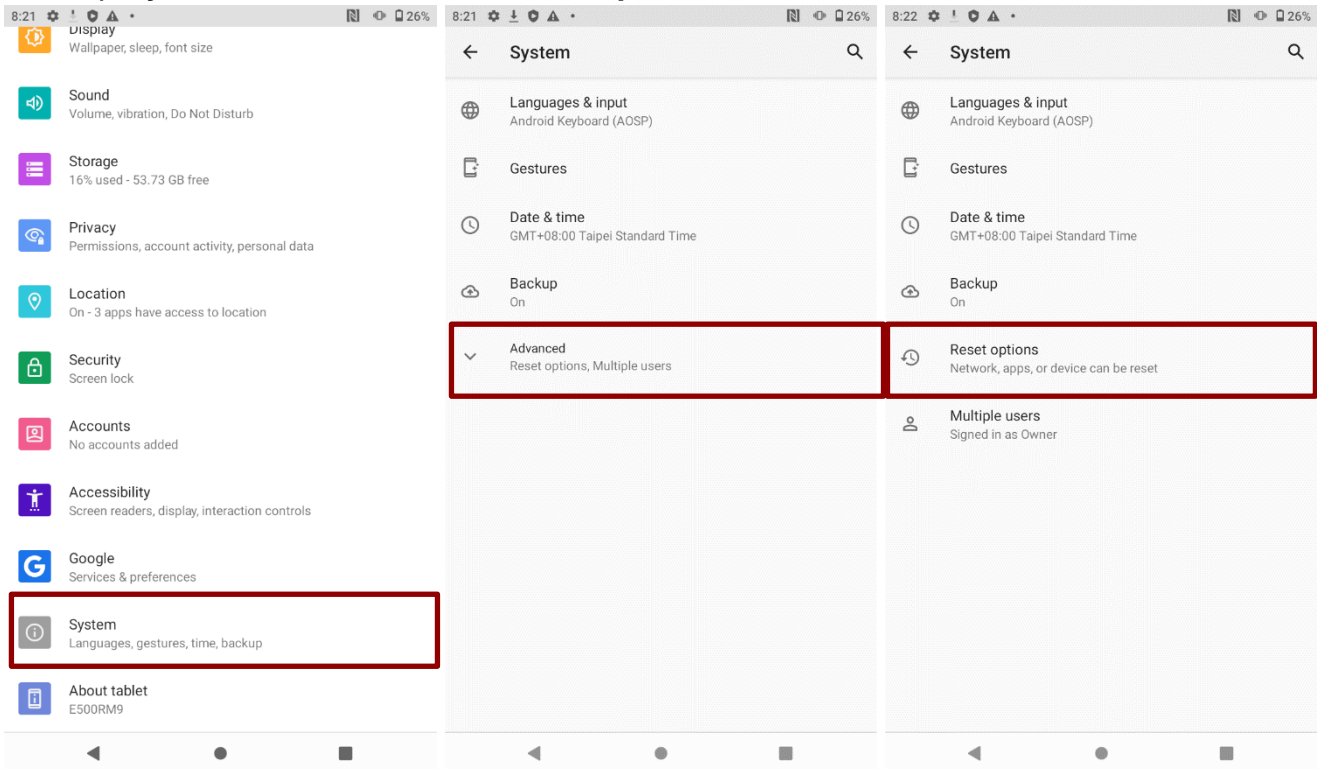 8:21 26%
Display
Wallpaper, sleep, font size
Sound
Volume, vibration, Do Not Disturb
Storage
16% used - 53.73 GB free
Privacy
Permissions, account activity, personal data
Location
On - 3 apps have access to location
Security
Screen lock
Accounts
No accounts added
Accessibility
Screen readers, display, interaction controls
Google
Services & preferences
System
Languages, gestures, time, backup
About tablet
E500RM9
8:21 26%
System
Languages & input
Android Keyboard (AOSP)
Gestures
Date & time
GMT+08:00 Taipei Standard Time
Backup
On
Advanced
Reset options, Multiple users
8:22 26%
System
Languages & input
Android Keyboard (AOSP)
Gestures
Date & time
GMT+08:00 Taipei Standard Time
Backup
On
Reset options
Network, apps, or device can be reset
Multiple users
Signed in as Owner